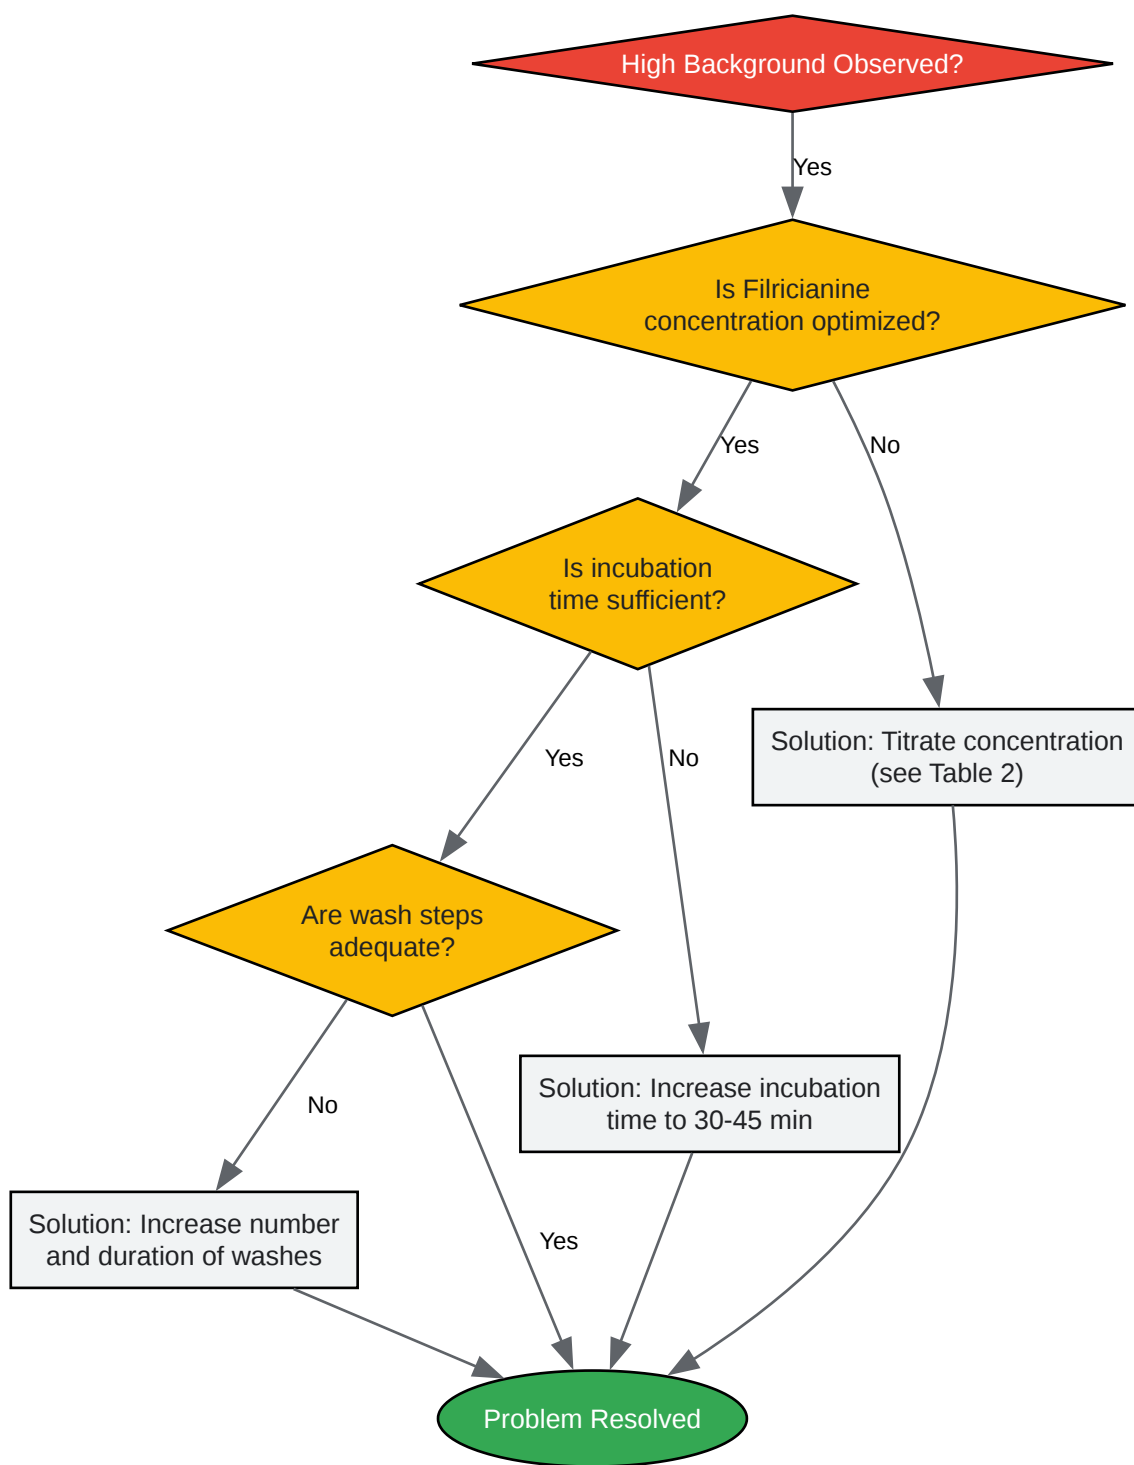 High Background Observed?
Yes
Is Filricianine
concentration optimized?
Yes
No
Is incubation
time sufficient?
Solution: Titrate concentration
(see Table 2)
Yes
No
Are wash steps
adequate?
Solution: Increase incubation
time to 30-45 min
No
Solution: Increase number
and duration of washes
Yes
Problem Resolved